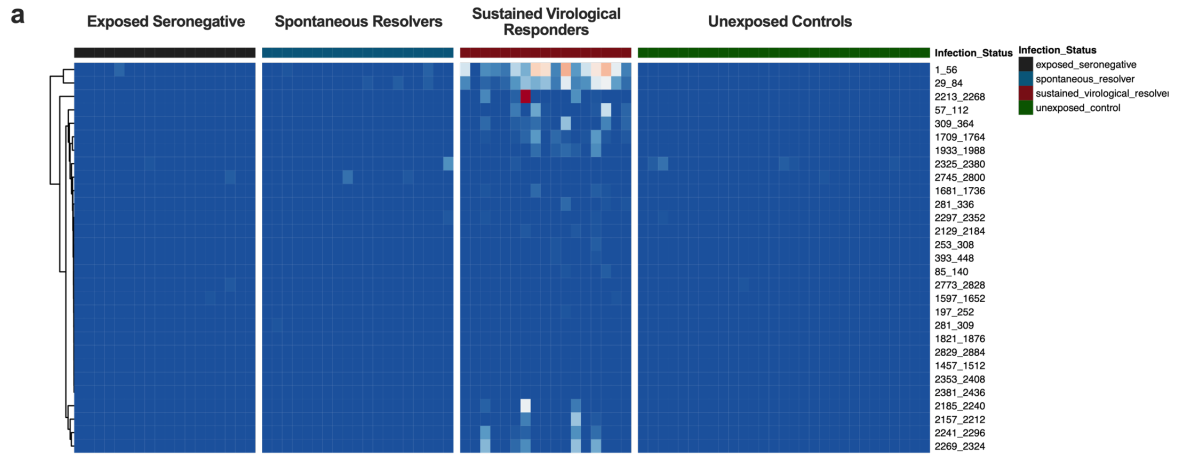 a
Exposed Seronegative
Spontaneous Resolvers
Sustained Virological
Responders
Unexposed Controls
Infection_Status
Infection_Status
exposed_seronegative
spontaneous_resolver
sustained_virological_resolver
unexposed_control
1_56
29_84
2213_2268
57_112
309_364
1709_1764
1933_1988
2325_2380
2745_2800
1681_1736
281_336
2297_2352
2129_2184
253_308
393_448
85_140
2773_2828
1597_1652
197_252
281_309
1821_1876
2829_2884
1457_1512
2353_2408
2381_2436
2185_2240
2157_2212
2241_2296
2269_2324